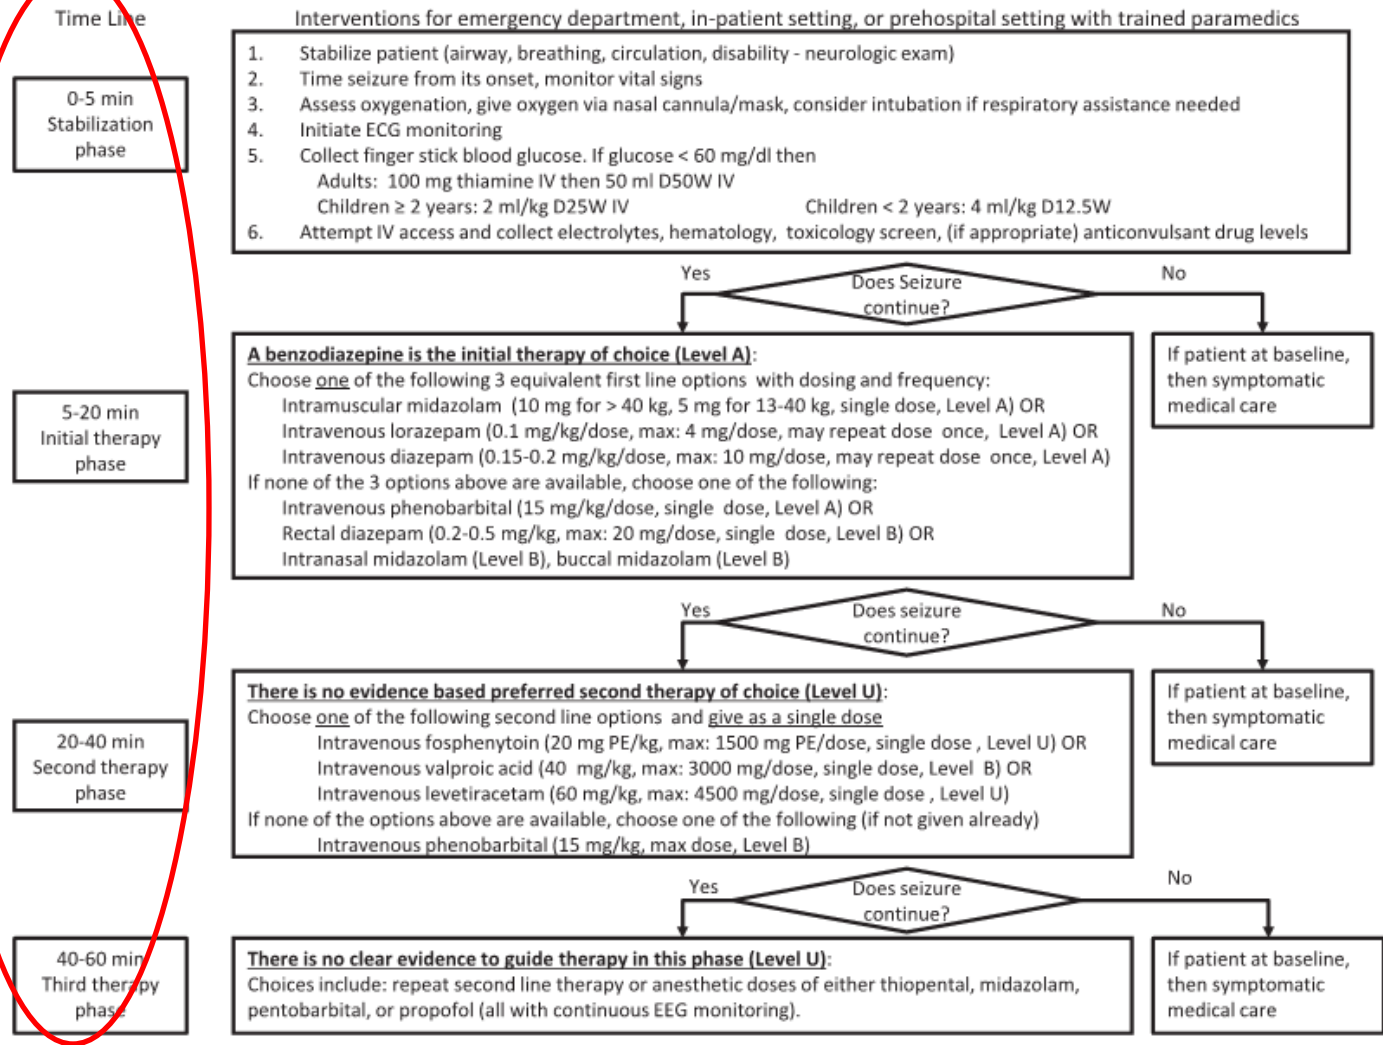 Time Line
Interventions for emergency department, in-patient setting, or prehospital setting with trained paramedics
0-5 min
Stabilization
phase
1. Stabilize patient (airway, breathing, circulation, disability - neurologic exam)
2. Time seizure from its onset, monitor vital signs
3. Assess oxygenation, give oxygen via nasal cannula/mask, consider intubation if respiratory assistance needed
4. Initiate ECG monitoring
5. Collect finger stick blood glucose. If glucose < 60 mg/dl then
Adults: 100 mg thiamine IV then 50 ml D50W IV
Children ≥ 2 years: 2 ml/kg D25W IV Children < 2 years: 4 ml/kg D12.5W
6. Attempt IV access and collect electrolytes, hematology, toxicology screen, (if appropriate) anticonvulsant drug levels
Yes
Does Seizure
continue?
No
5-20 min
Initial therapy
phase
A benzodiazepine is the initial therapy of choice (Level A):
Choose one of the following 3 equivalent first line options with dosing and frequency:
Intramuscular midazolam (10 mg for > 40 kg, 5 mg for 13-40 kg, single dose, Level A) OR
Intravenous lorazepam (0.1 mg/kg/dose, max: 4 mg/dose, may repeat dose once, Level A) OR
Intravenous diazepam (0.15-0.2 mg/kg/dose, max: 10 mg/dose, may repeat dose once, Level A)
If none of the 3 options above are available, choose one of the following:
Intravenous phenobarbital (15 mg/kg/dose, single dose, Level A) OR
Rectal diazepam (0.2-0.5 mg/kg, max: 20 mg/dose, single dose, Level B) OR
Intranasal midazolam (Level B), buccal midazolam (Level B)
If patient at baseline,
then symptomatic
medical care
Yes
Does seizure
continue?
No
20-40 min
Second therapy
phase
There is no evidence based preferred second therapy of choice (Level U):
Choose one of the following second line options and give as a single dose
Intravenous fosphenytoin (20 mg PE/kg, max: 1500 mg PE/dose, single dose , Level U) OR
Intravenous valproic acid (40 mg/kg, max: 3000 mg/dose, single dose, Level B) OR
Intravenous levetiracetam (60 mg/kg, max: 4500 mg/dose, single dose , Level U)
If none of the options above are available, choose one of the following (if not given already)
Intravenous phenobarbital (15 mg/kg, max dose, Level B)
If patient at baseline,
then symptomatic
medical care
Yes
Does seizure
continue?
No
40-60 min
Third therapy
phase
There is no clear evidence to guide therapy in this phase (Level U):
Choices include: repeat second line therapy or anesthetic doses of either thiopental, midazolam,
pentobarbital, or propofol (all with continuous EEG monitoring).
If patient at baseline,
then symptomatic
medical care